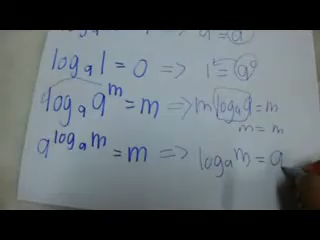 log_a 1 = 0 => 1 = a^0
log_a a^m = m => m log_a a = m
m = m
a^{log_a m} = m => log_a m = a